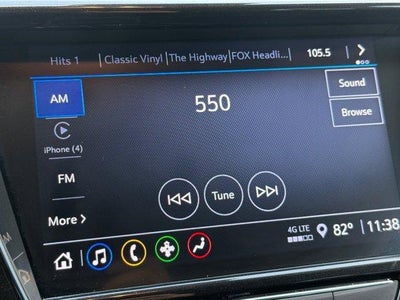 Hits 1 | Classic Vinyl | The Highway | FOX Headli... 105.5
AM
550
Sound
Browse
iPhone (4)
FM
Tune
More
4G LTE
82°
11:38